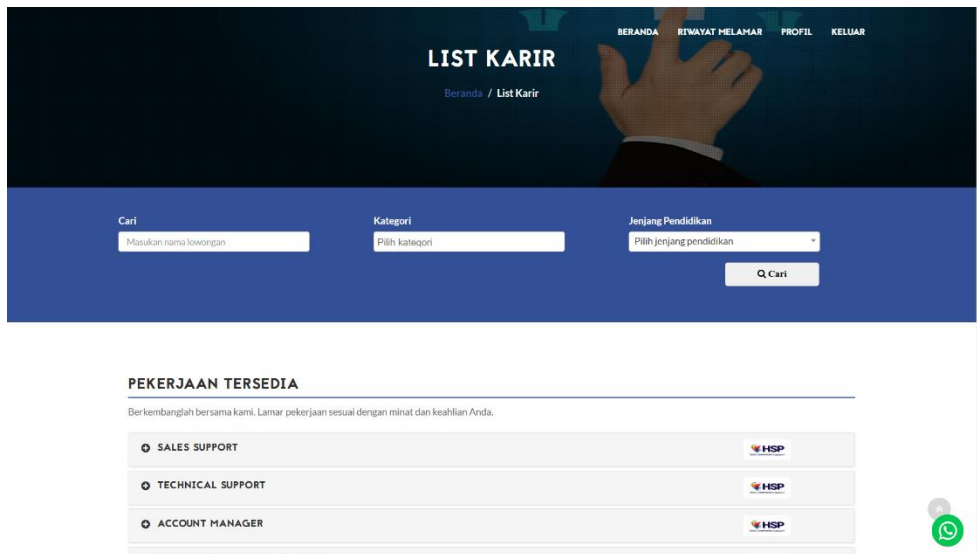 BERANDA RIWAYAT MELAMAR PROFIL KELUAR
LIST KARIR
Beranda / List Karir
Cari Kategori Jenjang Pendidikan
Masukan nama lowongan Pilih kategori Pilih jenjang pendidikan
Cari
PEKERJAAN TERSEDIA
Berkembanglah bersama kami. Lamar pekerjaan sesuai dengan minat dan keahlian Anda.
SALES SUPPORT HSP
TECHNICAL SUPPORT HSP
ACCOUNT MANAGER HSP